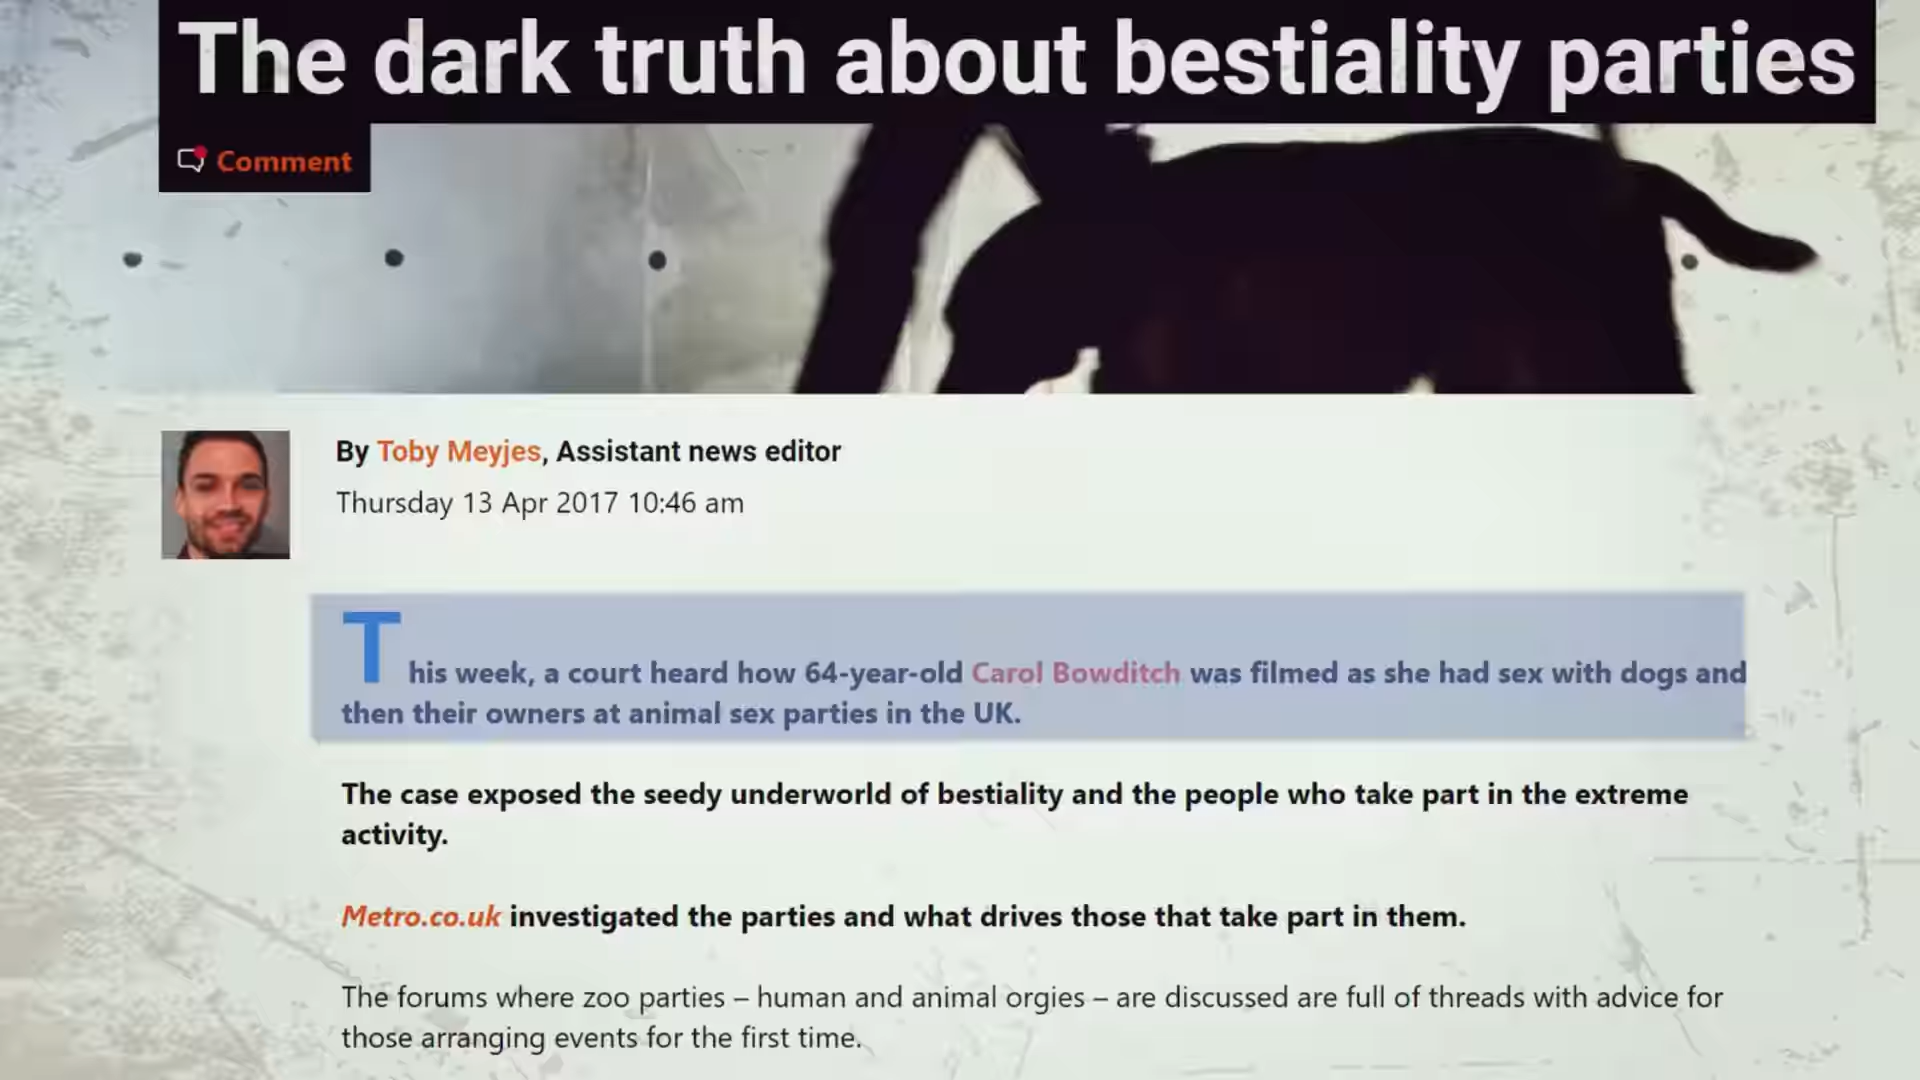 The dark truth about bestiality parties
Comment
By Toby Meyjes, Assistant news editor
Thursday 13 Apr 2017 10:46 am
This week, a court heard how 64-year-old Carol Bowditch was filmed as she had sex with dogs and
then their owners at animal sex parties in the UK.
The case exposed the seedy underworld of bestiality and the people who take part in the extreme
activity.
Metro.co.uk investigated the parties and what drives those that take part in them.
The forums where zoo parties – human and animal orgies – are discussed are full of threads with advice for
those arranging events for the first time.